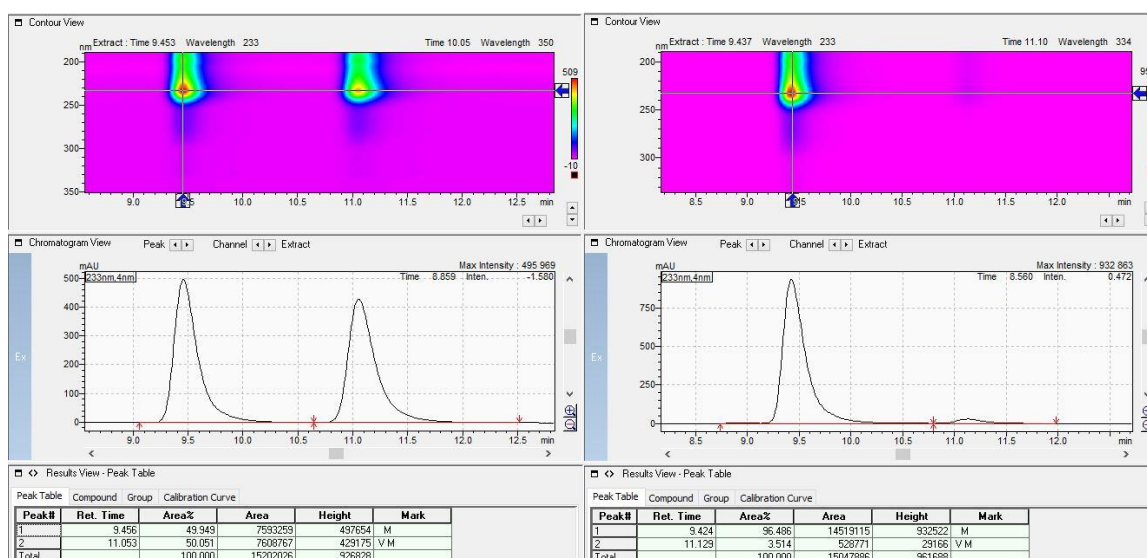 Contour View
nm Extract : Time 9.453 Wavelength 233 Time 10.05 Wavelength 350
509
200
250
300
350
-10
9.0 9.5 10.0 10.5 11.0 11.5 12.0 12.5 min
Chromatogram View Peak Channel Extract
mAU Max Intensity : 495 969
233nm,4nm Time 8.859 Inten. -1.580
500
400
300
200
100
0
Ex
9.0 9.5 10.0 10.5 11.0 11.5 12.0 12.5 min
Results View - Peak Table
Peak Table Compound Group Calibration Curve
Peak# Ret. Time Area% Area Height Mark
1 9.456 49.949 7593259 497654 M
2 11.053 50.051 7608767 429175 V M
Total 100.000 15202026 926828
Contour View
nm Extract : Time 9.437 Wavelength 233 Time 11.10 Wavelength 334
200
250
300
8.5 9.0 9.5 10.0 10.5 11.0 11.5 12.0 12.5 min
Chromatogram View Peak Channel Extract
mAU Max Intensity : 932 863
233nm,4nm Time 8.560 Inten. 0.472
750
500
250
0
Ex
9.0 9.5 10.0 10.5 11.0 11.5 12.0 min
Results View - Peak Table
Peak Table Compound Group Calibration Curve
Peak# Ret. Time Area% Area Height Mark
1 9.424 96.486 14519115 932522 M
2 11.129 3.514 528771 29166 V M
Total 100.000 15047886 961688